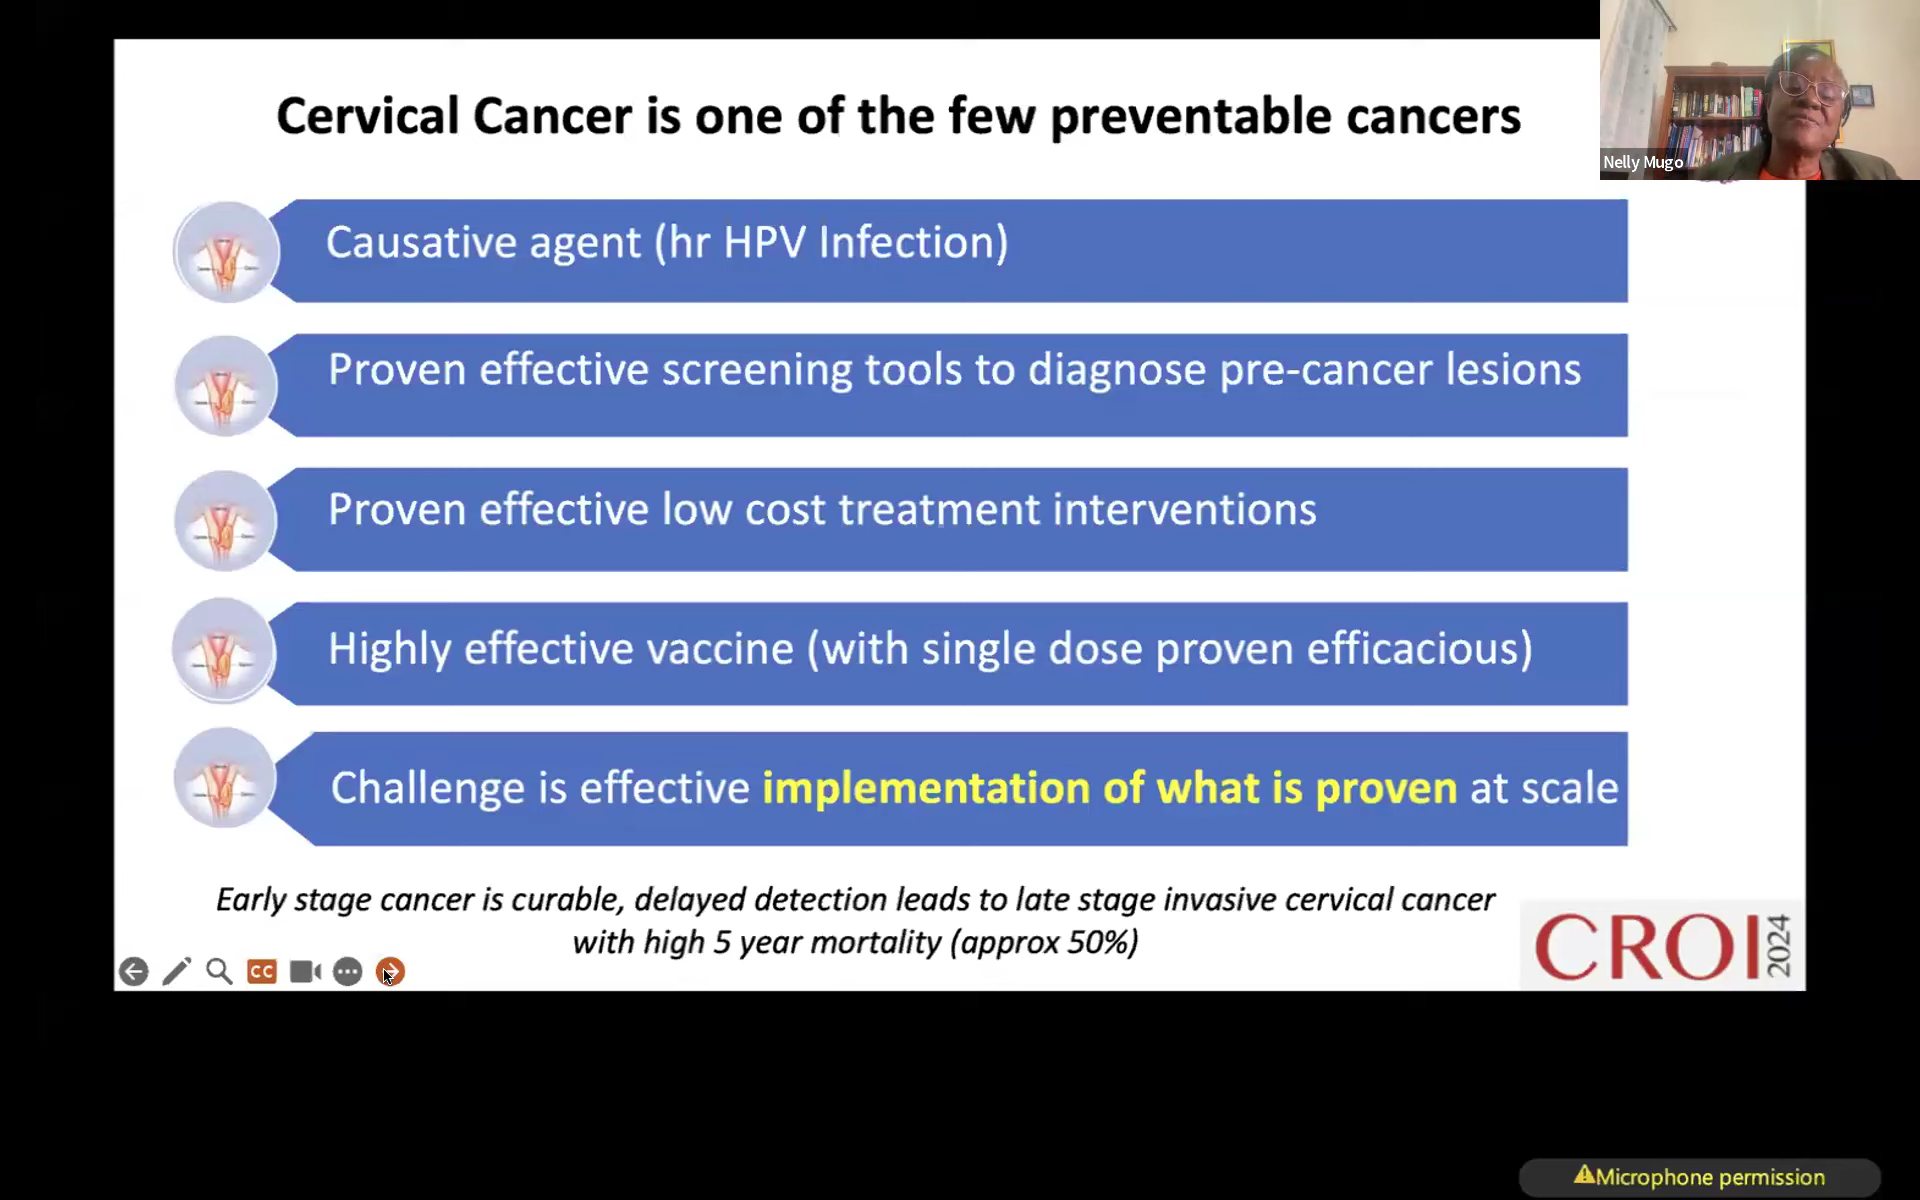 Cervical Cancer is one of the few preventable cancers
Nelly Mugo
Causative agent (hr HPV Infection)
Proven effective screening tools to diagnose pre-cancer lesions
Proven effective low cost treatment interventions
Highly effective vaccine (with single dose proven efficacious)
Challenge is effective implementation of what is proven at scale
Early stage cancer is curable, delayed detection leads to late stage invasive cervical cancer
with high 5 year mortality (approx 50%)
CROI 2024
CC
Microphone permission